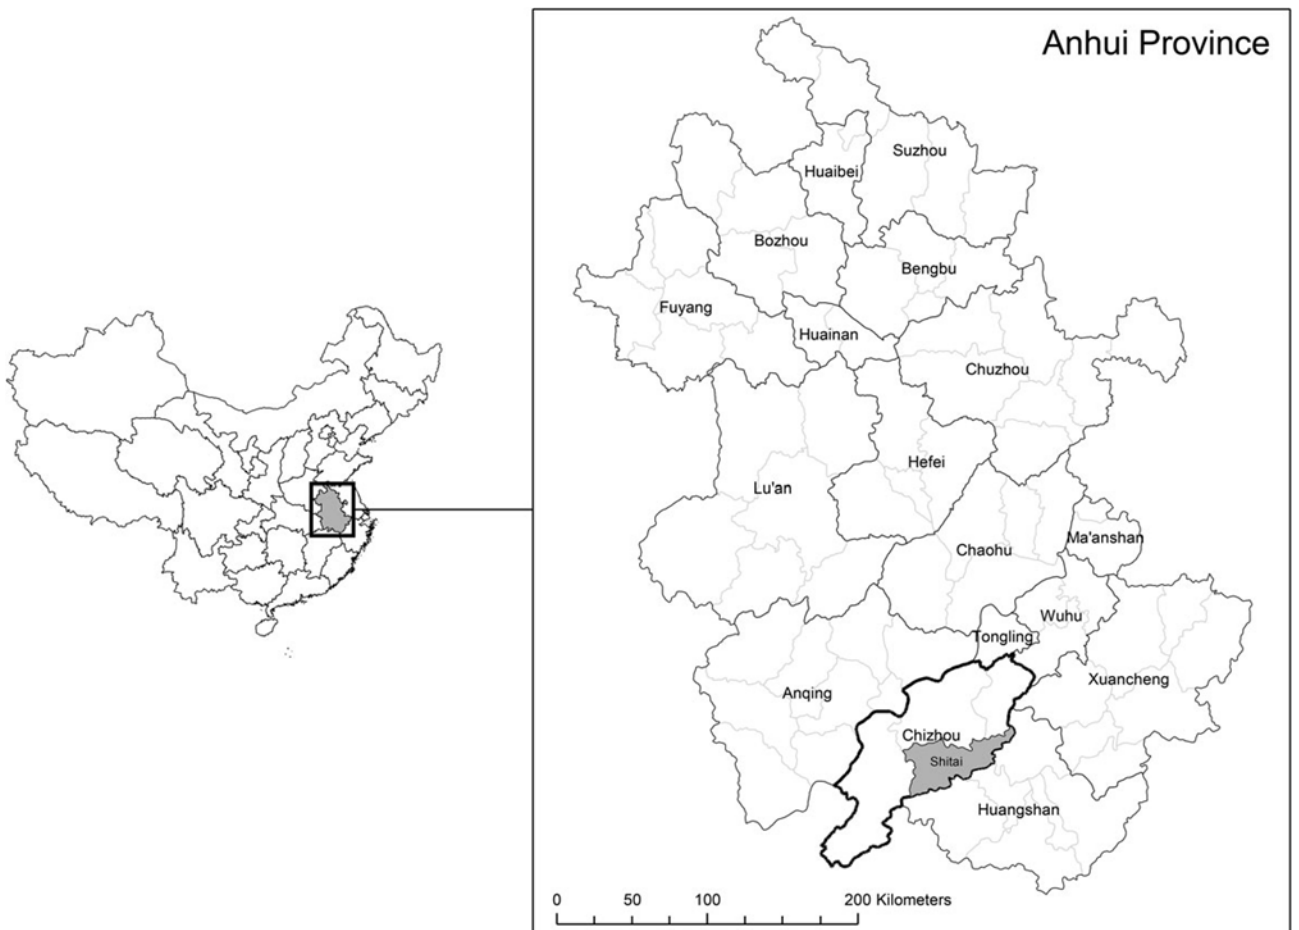 Anhui Province
Suzhou
Huaibei
Bozhou
Bengbu
Fuyang
Huainan
Chuzhou
Hefei
Lu'an
Ma'anshan
Chaohu
Wuhu
Tongling
Xuancheng
Anqing
Chizhou
Shitai
Huangshan
0 50 100 200 Kilometers